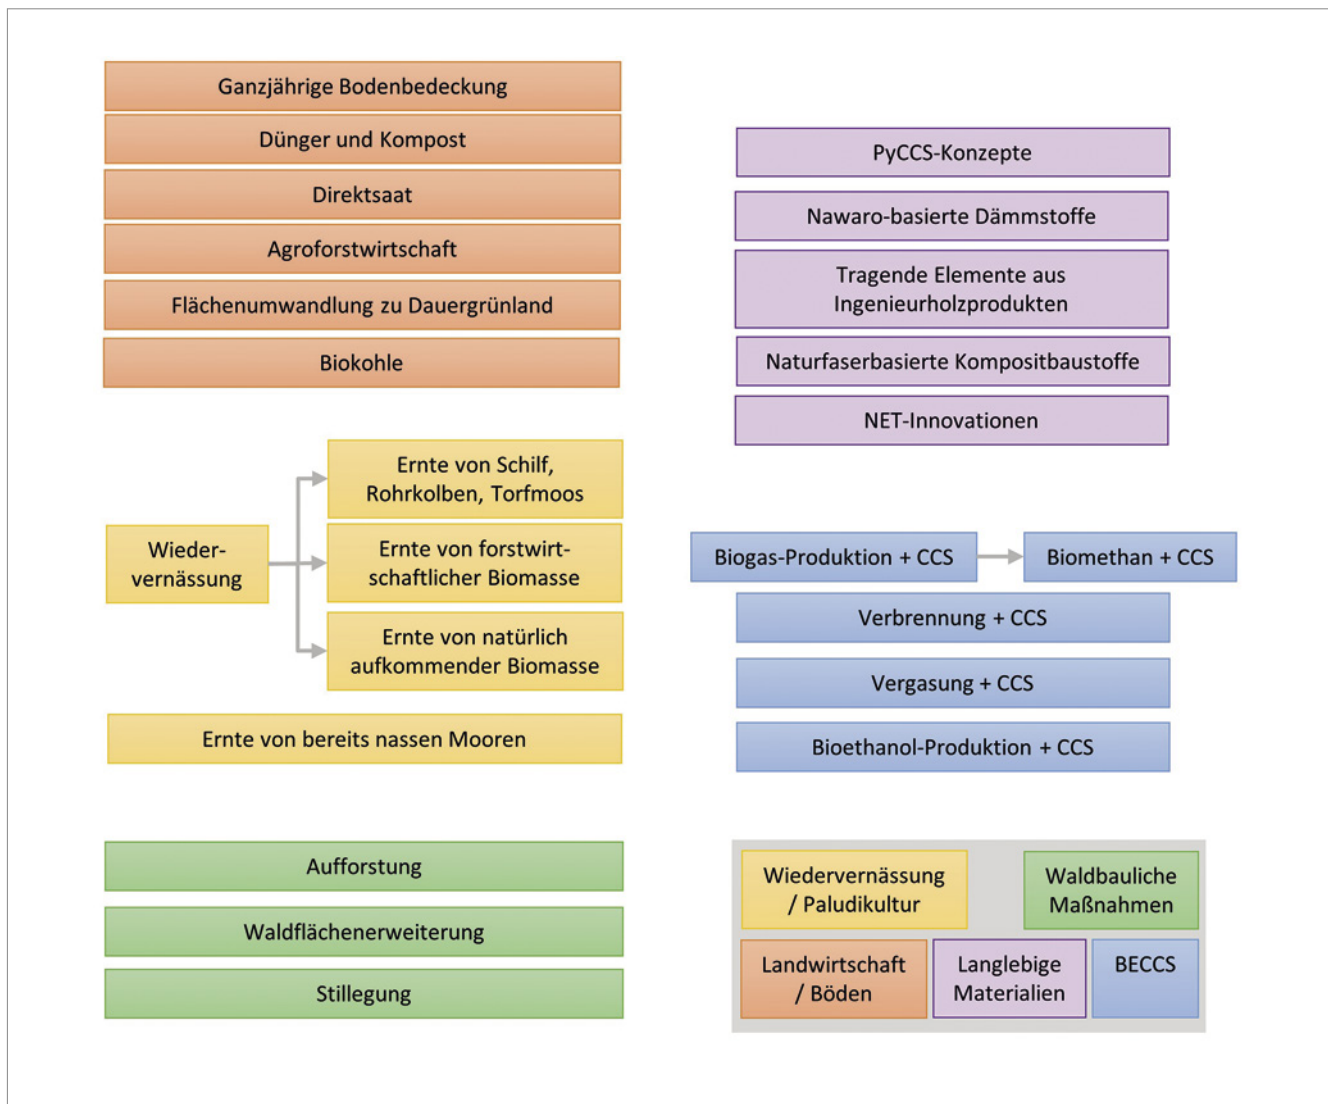 Ganzjährige Bodenbedeckung
Dünger und Kompost
Direktsaat
Agroforstwirtschaft
Flächenumwandlung zu Dauergrünland
Biokohle
Wieder-
vernässung
Ernte von Schilf,
Rohrkolben, Torfmoos
Ernte von forstwirt-
schaftlicher Biomasse
Ernte von natürlich
aufkommender Biomasse
Ernte von bereits nassen Mooren
Aufforstung
Waldflächenerweiterung
Stillegung
PyCCS-Konzepte
Nawaro-basierte Dämmstoffe
Tragende Elemente aus
Ingenieurholzprodukten
Naturfaserbasierte Kompositbaustoffe
NET-Innovationen
Biogas-Produktion + CCS
Biomethan + CCS
Verbrennung + CCS
Vergasung + CCS
Bioethanol-Produktion + CCS
Wiedervernässung
/ Paludikultur
Waldbauliche
Maßnahmen
Landwirtschaft
/ Böden
Langlebige
Materialien
BECCS